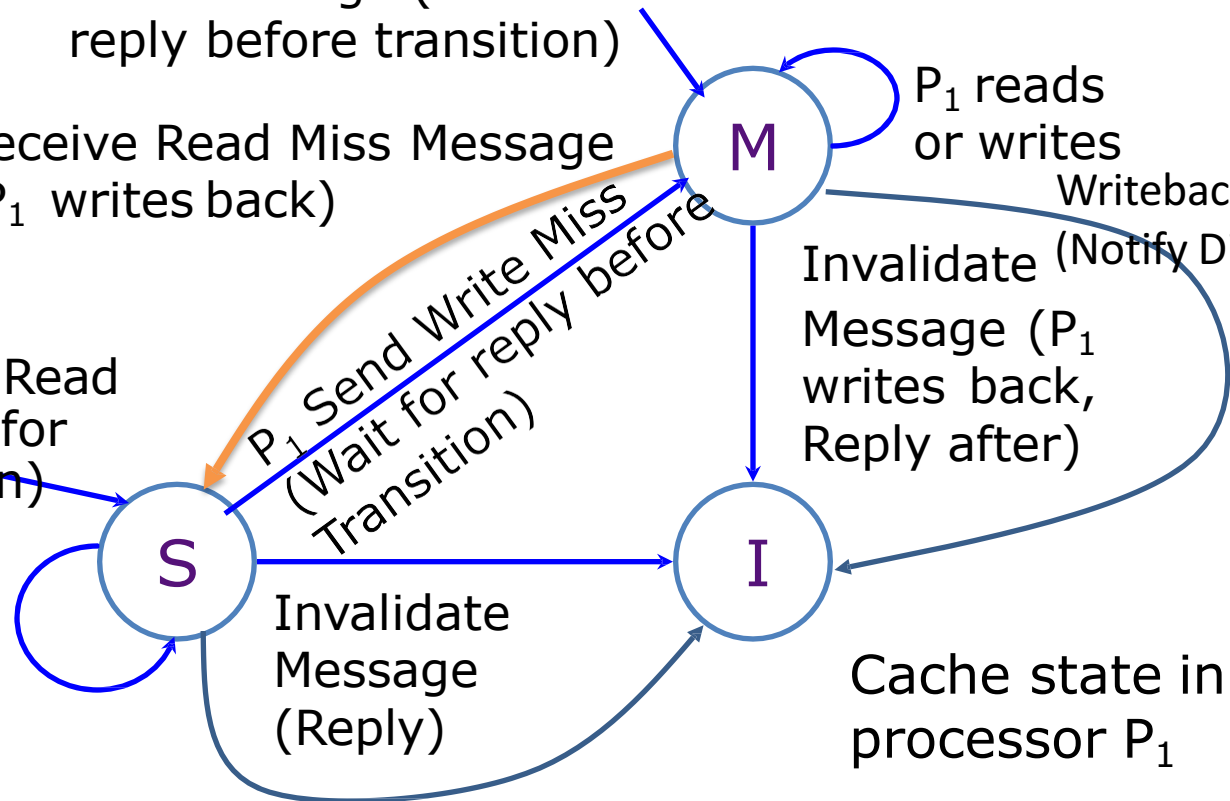 reply before transition)
M
P1 reads
or writes
eceive Read Miss Message
P1 writes back)
Writebac
(Notify D
P1 Send Write Miss
(Wait for reply before
Transition)
Invalidate
Message (P1
writes back,
Reply after)
Read
for
n)
S
I
Invalidate
Message
(Reply)
Cache state in
processor P1